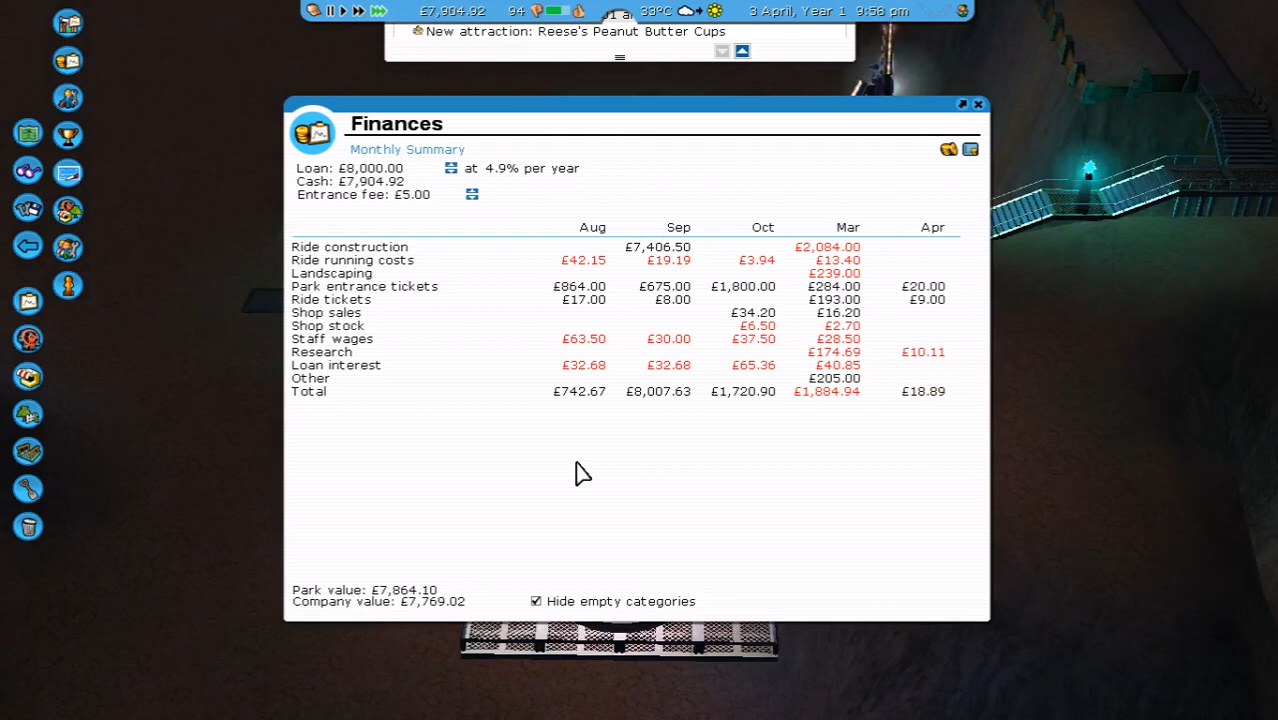 £7,904.92 94 33°C 3 April, Year 1 9:56 pm
New attraction: Reese's Peanut Butter Cups
Finances
Monthly Summary
Loan: £8,000.00 at 4.9% per year
Cash: £7,904.92
Entrance fee: £5.00
Aug Sep Oct Mar Apr
Ride construction £7,406.50 £2,084.00
Ride running costs £42.15 £19.19 £3.94 £13.40
Landscaping £239.00
Park entrance tickets £864.00 £675.00 £1,800.00 £284.00 £20.00
Ride tickets £17.00 £8.00 £193.00 £9.00
Shop sales £34.20 £16.20
Shop stock £6.50 £2.70
Staff wages £63.50 £30.00 £37.50 £28.50
Research £174.69 £10.11
Loan interest £32.68 £32.68 £65.36 £40.85
Other £205.00
Total £742.67 £8,007.63 £1,720.90 £1,884.94 £18.89
Park value: £7,864.10
Company value: £7,769.02
Hide empty categories